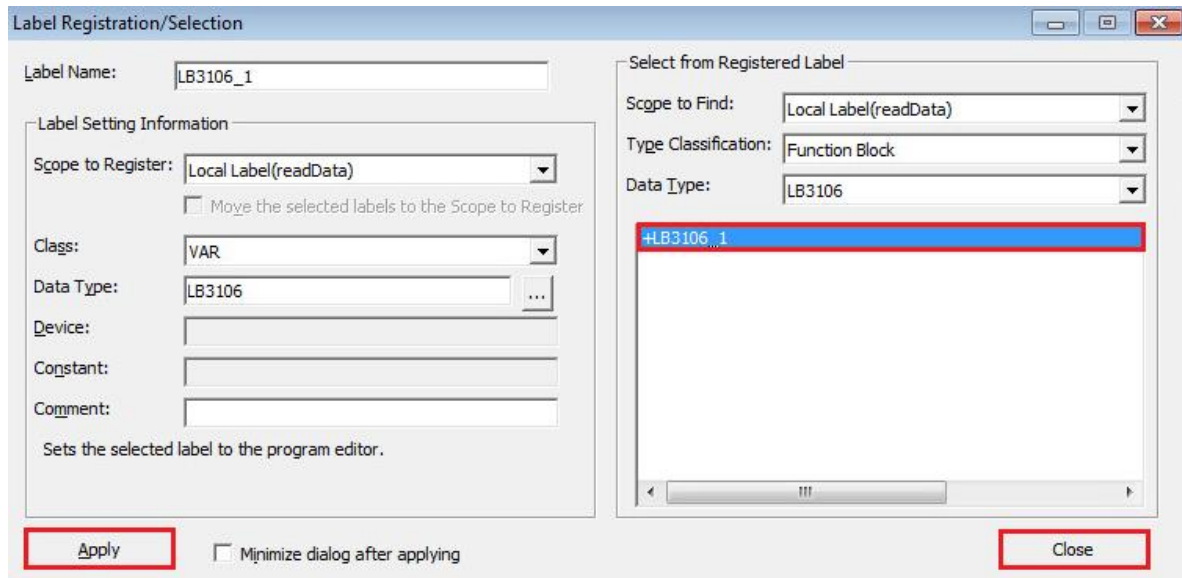 Label Registration/Selection
Label Name:
LB3106_1
Label Setting Information
Scope to Register:
Local Label(readData)
Move the selected labels to the Scope to Register
Class:
VAR
Data Type:
LB3106
...
Device:
Constant:
Comment:
Sets the selected label to the program editor.
Select from Registered Label
Scope to Find:
Local Label(readData)
Type Classification:
Function Block
Data Type:
LB3106
+LB3106_1
Apply
Minimize dialog after applying
Close